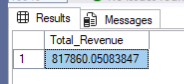 Results Messages
Total_Revenue
1 817860.05083847